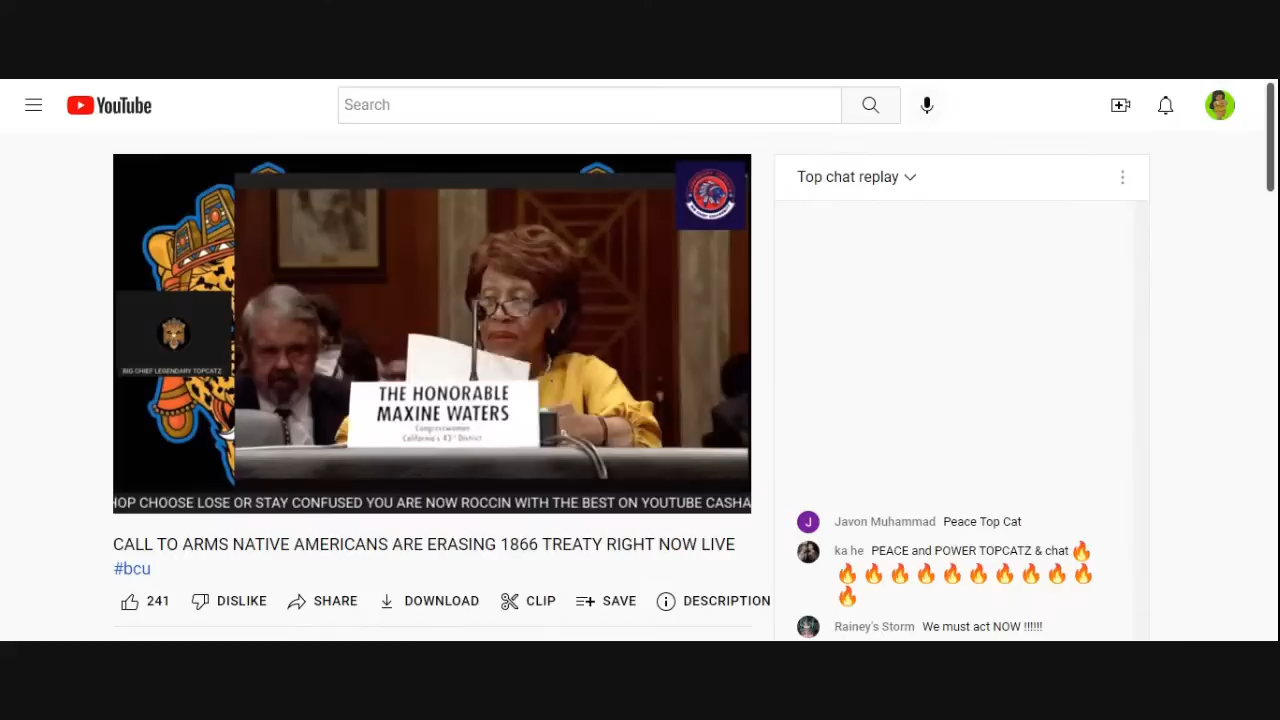 YouTube
Search
Top chat replay
BIG CHIEF LEGENDARY TOPCATZ
THE HONORABLE
MAXINE WATERS
Congresswoman
California's 43rd District
HOP CHOOSE LOSE OR STAY CONFUSED YOU ARE NOW ROCCIN WITH THE BEST ON YOUTUBE CASHA
CALL TO ARMS NATIVE AMERICANS ARE ERASING 1866 TREATY RIGHT NOW LIVE
#bcu
241 DISLIKE SHARE DOWNLOAD CLIP SAVE DESCRIPTION
J Javon Muhammad Peace Top Cat
ka he PEACE and POWER TOPCATZ & chat 🔥
🔥🔥🔥🔥🔥🔥🔥🔥🔥🔥
🔥
Rainey's Storm We must act NOW !!!!!!